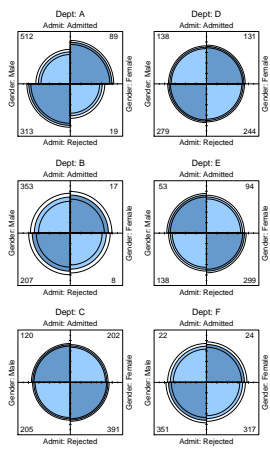 Dept: A
Admit: Admitted
512 89
Gender: Male
Gender: Female
313 19
Admit: Rejected
Dept: D
Admit: Admitted
138 131
Gender: Male
Gender: Female
279 244
Admit: Rejected
Dept: B
Admit: Admitted
353 17
Gender: Male
Gender: Female
207 8
Admit: Rejected
Dept: E
Admit: Admitted
53 94
Gender: Male
Gender: Female
138 299
Admit: Rejected
Dept: C
Admit: Admitted
120 202
Gender: Male
Gender: Female
205 391
Admit: Rejected
Dept: F
Admit: Admitted
22 24
Gender: Male
Gender: Female
351 317
Admit: Rejected